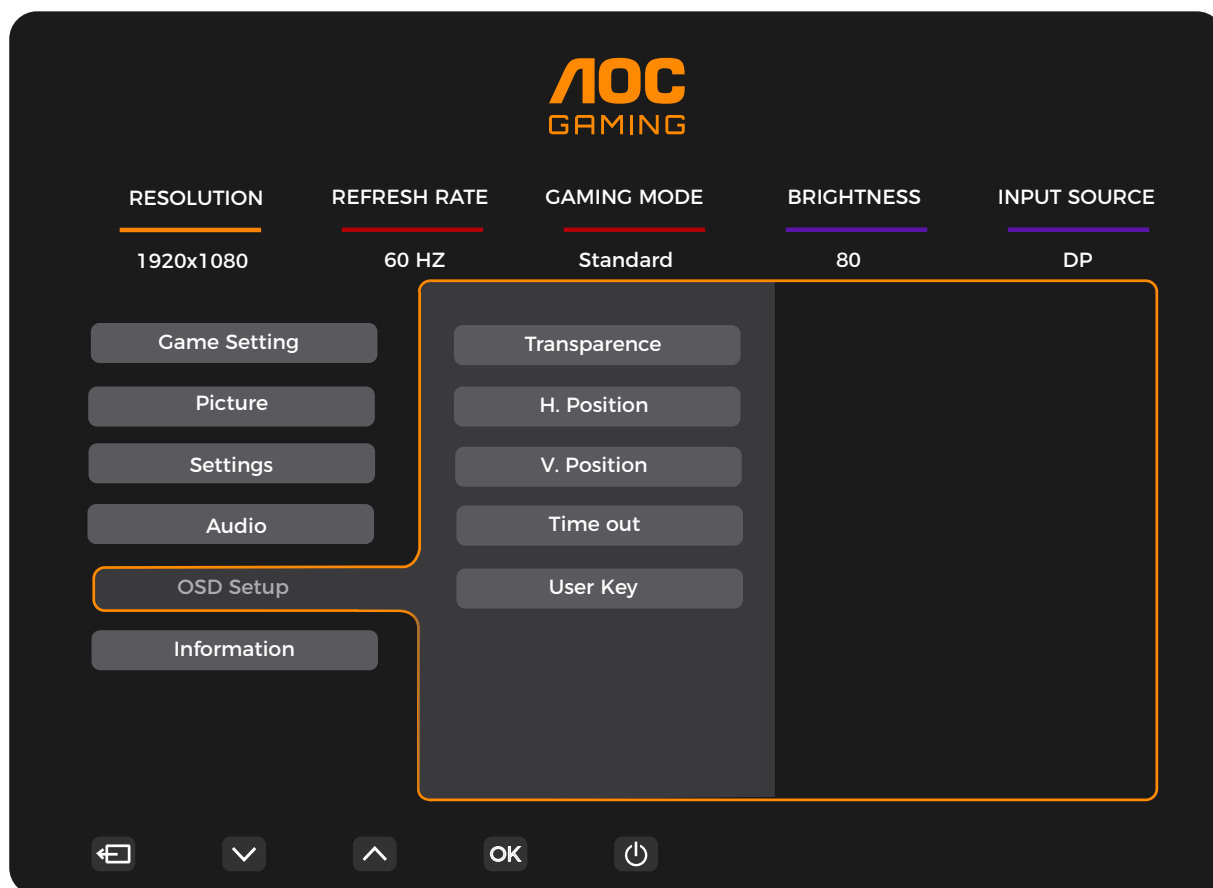 AOC
GAMING
RESOLUTION REFRESH RATE GAMING MODE BRIGHTNESS INPUT SOURCE
1920x1080 60 HZ Standard 80 DP
Game Setting Transparence
Picture H. Position
Settings V. Position
Audio Time out
OSD Setup User Key
Information
OK